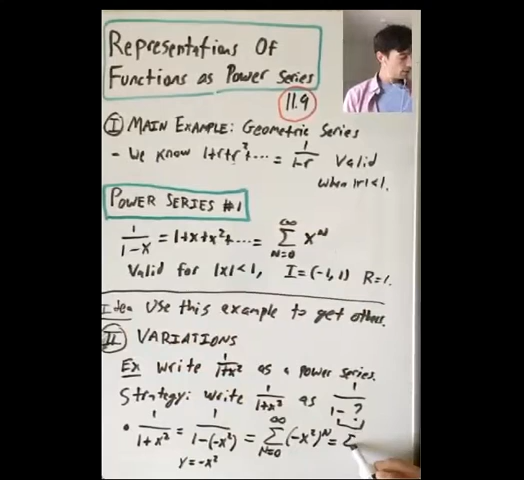 Representations Of
Functions as Power Series
11.9
I MAIN EXAMPLE: Geometric Series
- We know 1+r+r²+... = 1/(1-r) Valid
when |r|<1.
POWER SERIES #1
1/(1-x) = 1+x+x²+... = ∑_{N=0}^{∞} x^N
Valid for |x|<1, I=(-1,1) R=1.
Idea Use this example to get others.
II VARIATIONS
Ex Write 1/(1+x²) as a power series.
Strategy: write 1/(1+x²) as 1/(1-?)
• 1/(1+x²) = 1/(1-(-x²)) = ∑_{N=0}^{∞} (-x²)^N = ∑
y=-x²